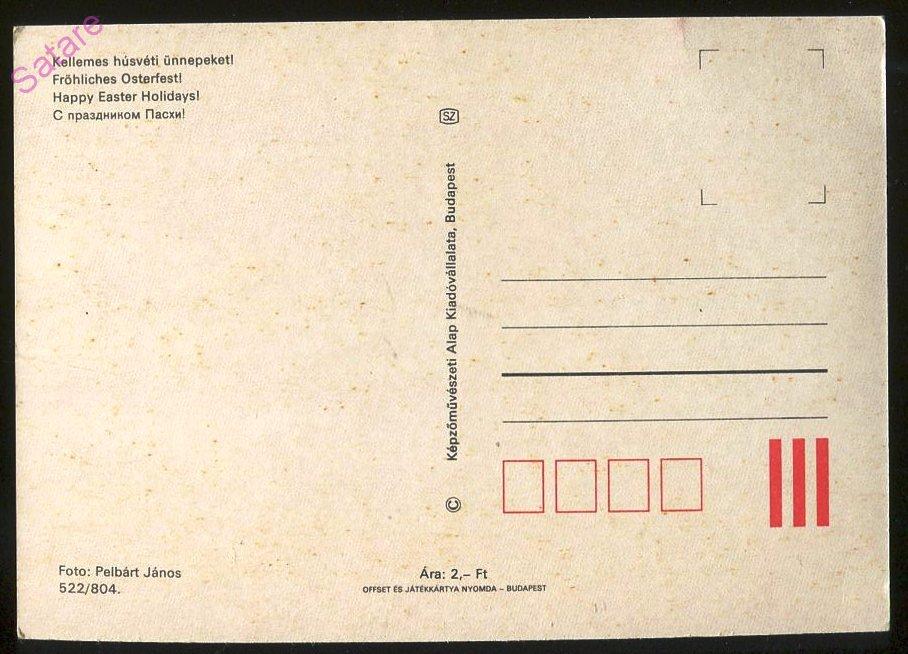 Satare
Kellemes húsvéti ünnepeket!
Fröhliches Osterfest!
Happy Easter Holidays!
С праздником Пасхи!
SZ
© Képzőművészeti Alap Kiadóvállalata, Budapest
Foto: Pelbárt János
522/804.
Ára: 2,– Ft
OFFSET ÉS JÁTÉKKÁRTYA NYOMDA – BUDAPEST